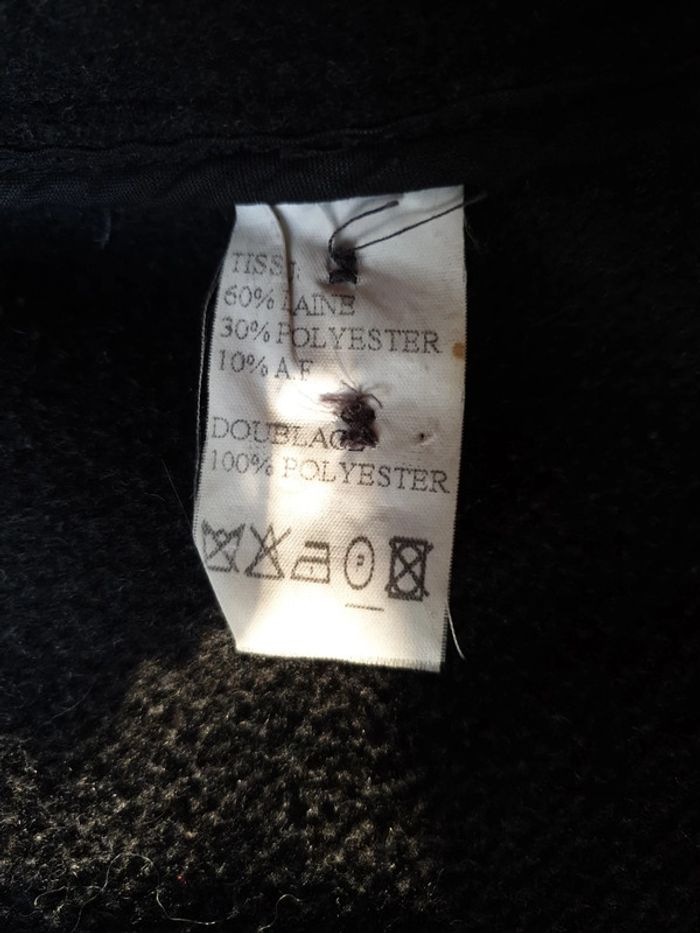 TISSU
60% LAINE
30% POLYESTER
10% A.F
DOUBLAGE
100% POLYESTER
P